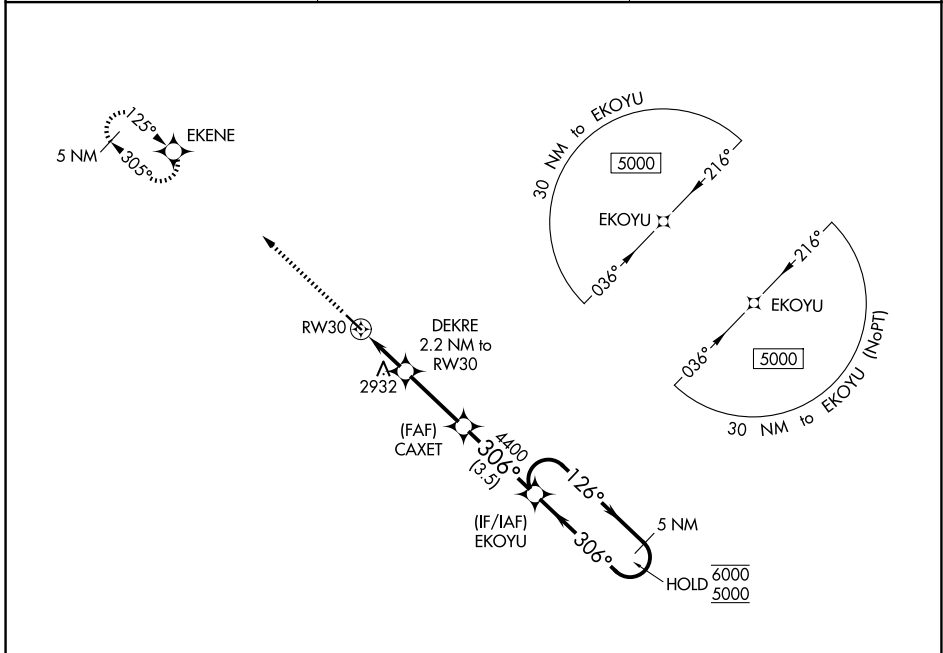 125°
EKENE
5 NM
305°
30 NM to EKOYU
5000
216°
EKOYU
036°
216°
EKOYU
036°
5000
30 NM to EKOYU (NoPT)
RW30
DEKRE
2.2 NM to
RW30
2932
(FAF)
CAXET
4400
306°
(3.5)
126°
(IF/IAF)
EKOYU
306°
5 NM
HOLD
6000
5000